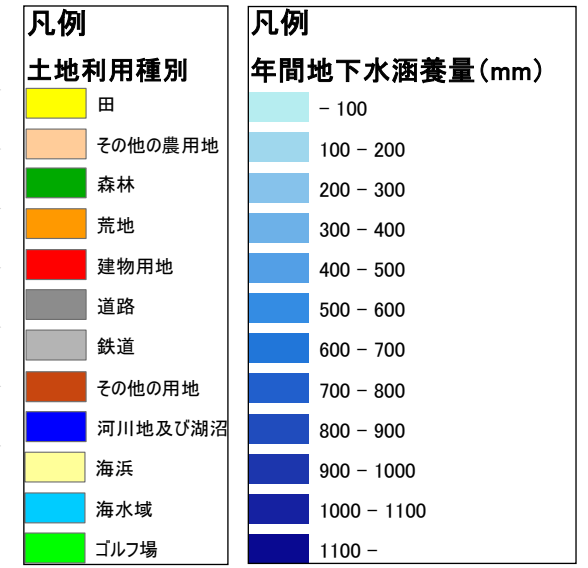 凡例
土地利用種別
田
その他の農用地
森林
荒地
建物用地
道路
鉄道
その他の用地
河川地及び湖沼
海浜
海水域
ゴルフ場
凡例
年間地下水涵養量(mm)
- 100
100 - 200
200 - 300
300 - 400
400 - 500
500 - 600
600 - 700
700 - 800
800 - 900
900 - 1000
1000 - 1100
1100 -